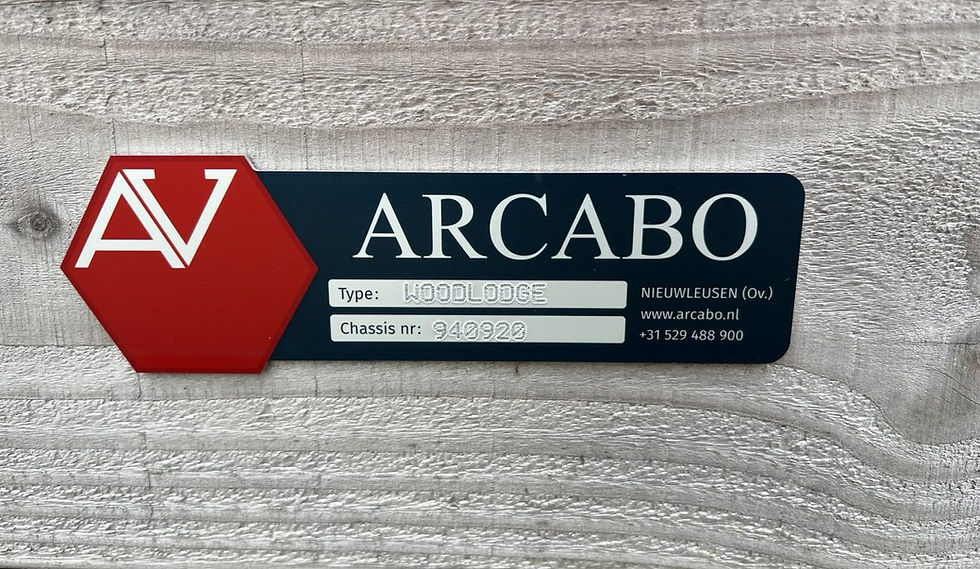 AV
ARCABO
Type: WOODLODGE
Chassis nr: 940920
NIEUWLEUSEN (Ov.)
www.arcabo.nl
+31 529 488 900